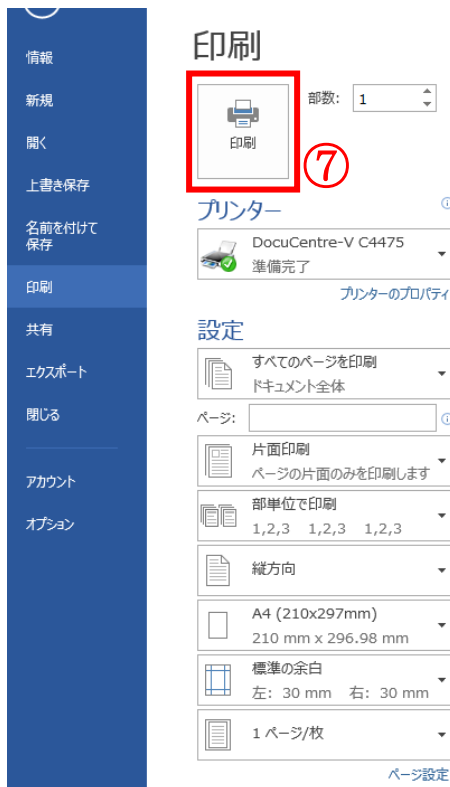 情報
新規
開く
上書き保存
名前を付けて
保存
印刷
共有
エクスポート
閉じる
アカウント
オプション
印刷
印刷
部数: 1
⑦
プリンター
DocuCentre-V C4475
準備完了
プリンターのプロパティ
設定
すべてのページを印刷
ドキュメント全体
ページ:
片面印刷
ページの片面のみを印刷します
部単位で印刷
1,2,3 1,2,3 1,2,3
縦方向
A4 (210x297mm)
210 mm x 296.98 mm
標準の余白
左: 30 mm 右: 30 mm
1 ページ/枚
ページ設定